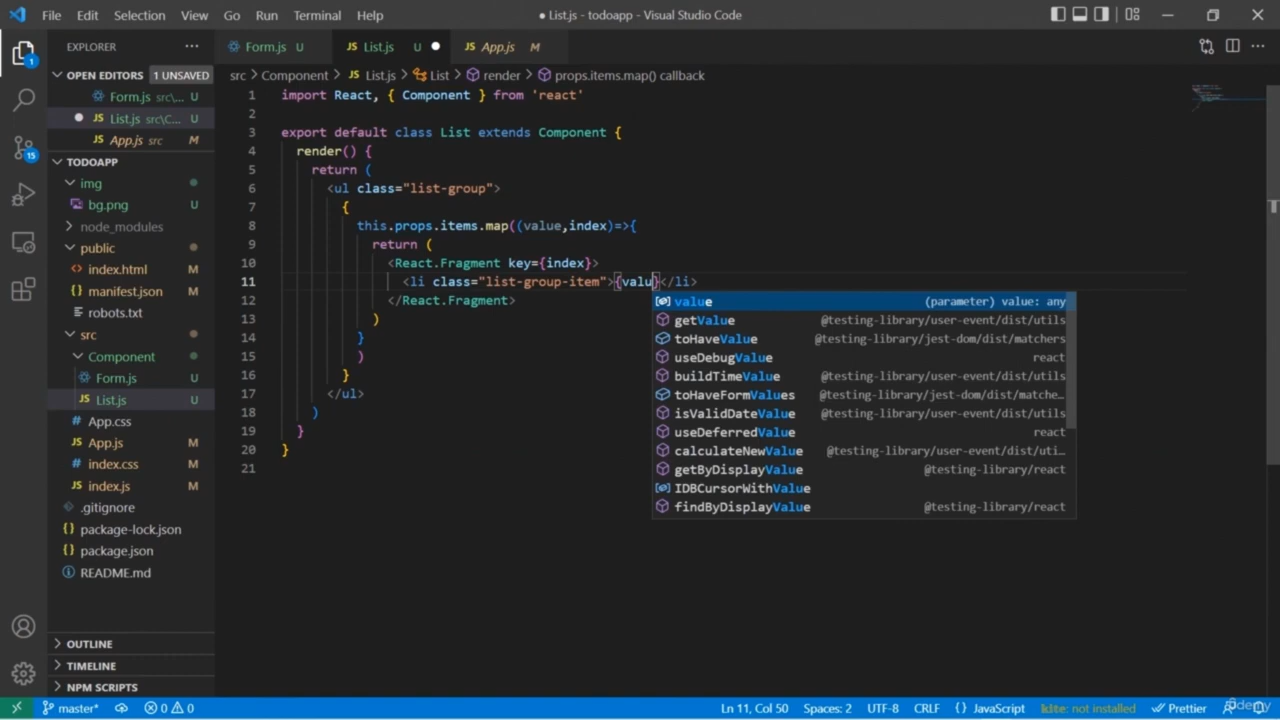 File Edit Selection View Go Run Terminal Help ● List.js - todoapp - Visual Studio Code
EXPLORER
Form.js U List.js U App.js M
OPEN EDITORS 1 UNSAVED
src > Component > JS List.js > List > render > props.items.map() callback
Form.js src\... U
List.js src\C... U
App.js src M
TODOAPP
img
bg.png U
node_modules
public
index.html M
manifest.json M
robots.txt
src
Component
Form.js U
List.js U
App.css
App.js M
index.css M
index.js M
.gitignore
package-lock.json
package.json
README.md
OUTLINE
TIMELINE
NPM SCRIPTS
1 import React, { Component } from 'react'
2
3 export default class List extends Component {
4 render() {
5 return (
6 <ul class="list-group">
7 {
8 this.props.items.map((value,index)=>{
9 return (
10 <React.Fragment key={index}>
11 <li class="list-group-item">{valu}</li>
12 </React.Fragment>
13 )
14 }
15 )
16 }
17 </ul>
18 )
19 }
20 }
21
value (parameter) value: any
getValue @testing-library/user-event/dist/utils
toHaveValue @testing-library/jest-dom/dist/matchers
useDebugValue react
buildTimeValue @testing-library/user-event/dist/utils
toHaveFormValues @testing-library/jest-dom/dist/matche...
isValidDateValue @testing-library/user-event/dist/utils
useDeferredValue react
calculateNewValue @testing-library/user-event/dist/uti...
getByDisplayValue @testing-library/react
IDBCursorWithValue
findByDisplayValue @testing-library/react
master* 0 0 Ln 11, Col 50 Spaces: 2 UTF-8 CRLF {} JavaScript kite: not installed Prettier
Udemy